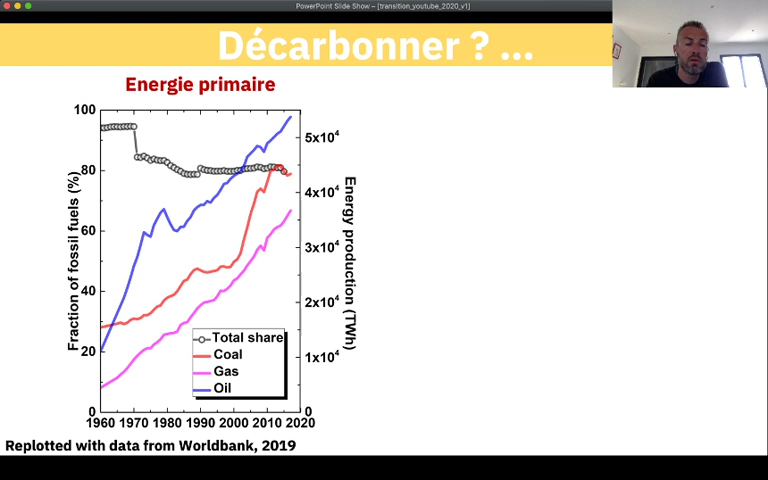 PowerPoint Slide Show – [transition_youtube_2020_v1]
Décarbonner ? ...
Energie primaire
Fraction of fossil fuels (%)
100
80
60
40
20
0
5x10⁴
4x10⁴
3x10⁴
2x10⁴
1x10⁴
0
Energy production (TWh)
Total share
Coal
Gas
Oil
1960 1970 1980 1990 2000 2010 2020
Replotted with data from Worldbank, 2019